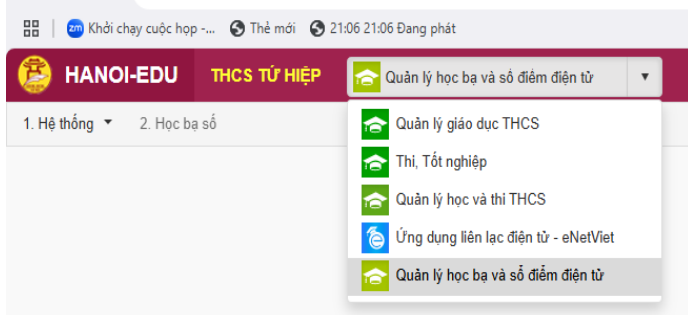 zm Khởi chạy cuộc họp -... Thẻ mới 21:06 21:06 Đang phát
HANOI-EDU THCS TỨ HIỆP Quản lý học bạ và sổ điểm điện tử
1. Hệ thống 2. Học bạ số
Quản lý giáo dục THCS
Thi, Tốt nghiệp
Quản lý học và thi THCS
Ứng dụng liên lạc điện tử - eNetViet
Quản lý học bạ và sổ điểm điện tử